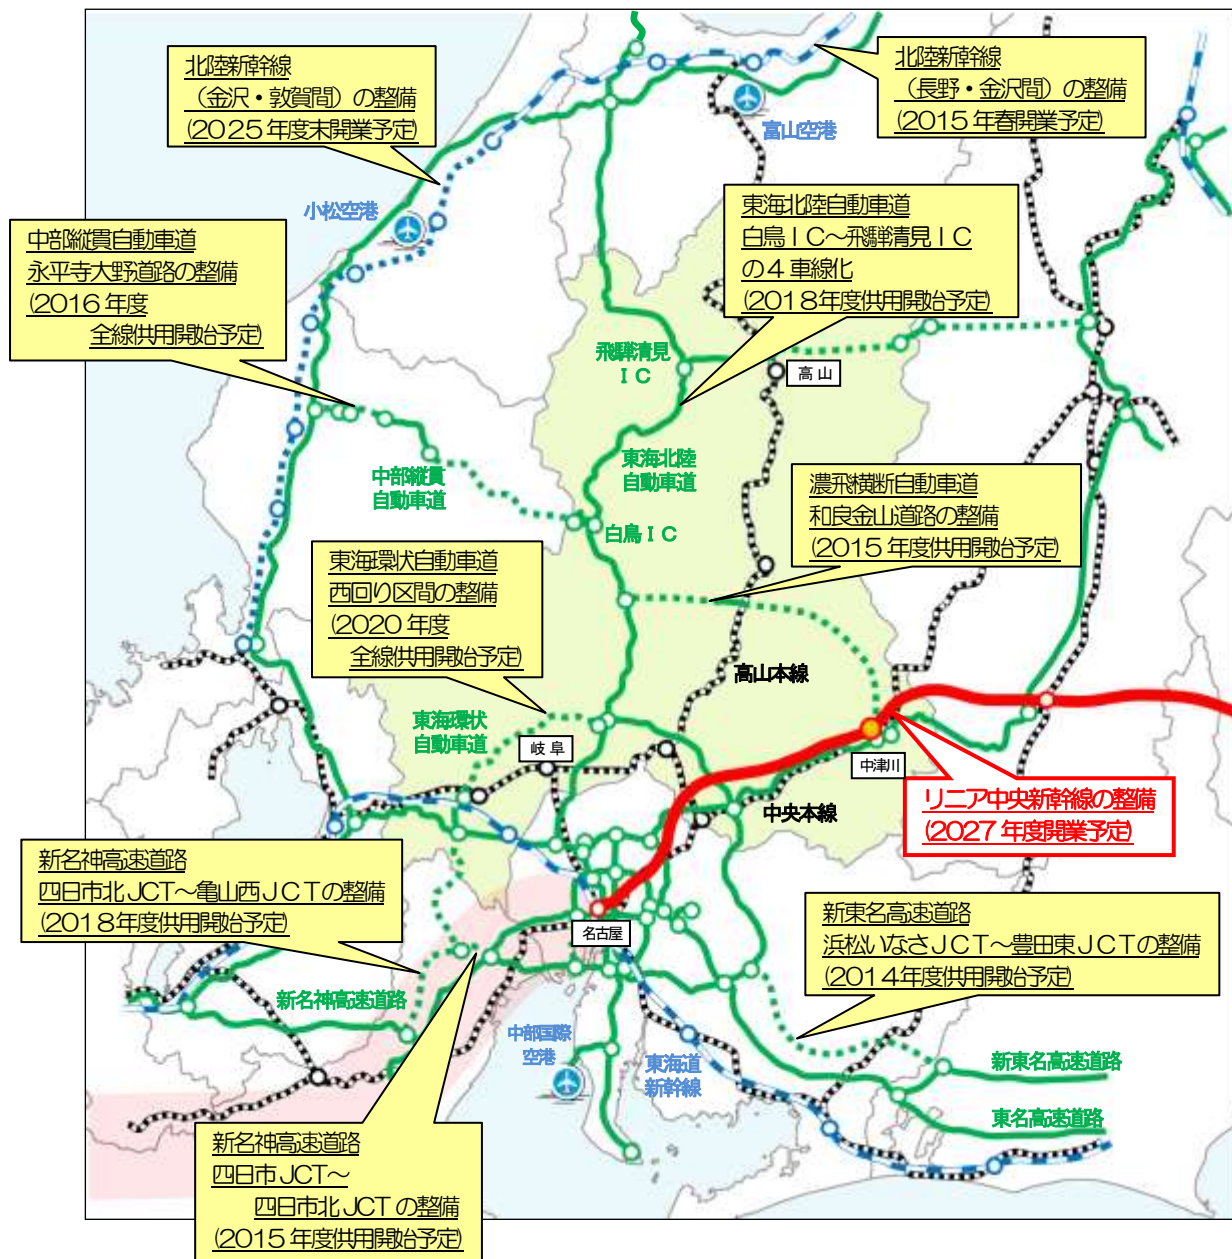 北陸新幹線
(金沢・敦賀間)の整備
(2025年度末開業予定)
北陸新幹線
(長野・金沢間)の整備
(2015年春開業予定)
富山空港
小松空港
東海北陸自動車道
白鳥IC～飛騨清見IC
の4車線化
(2018年度供用開始予定)
中部縦貫自動車道
永平寺大野道路の整備
(2016年度
全線供用開始予定)
飛騨清見
IC
高山
東海北陸
自動車道
中部縦貫
自動車道
濃飛横断自動車道
和良金山道路の整備
(2015年度供用開始予定)
白鳥IC
東海環状自動車道
西回り区間の整備
(2020年度
全線供用開始予定)
高山本線
東海環状
自動車道
岐阜
中津川
中央本線
リニア中央新幹線の整備
(2027年度開業予定)
新名神高速道路
四日市北JCT～亀山西JCTの整備
(2018年度供用開始予定)
名古屋
新東名高速道路
浜松いなさJCT～豊田東JCTの整備
(2014年度供用開始予定)
新名神高速道路
中部国際
空港
東海道
新幹線
新東名高速道路
東名高速道路
新名神高速道路
四日市JCT～
四日市北JCTの整備
(2015年度供用開始予定)